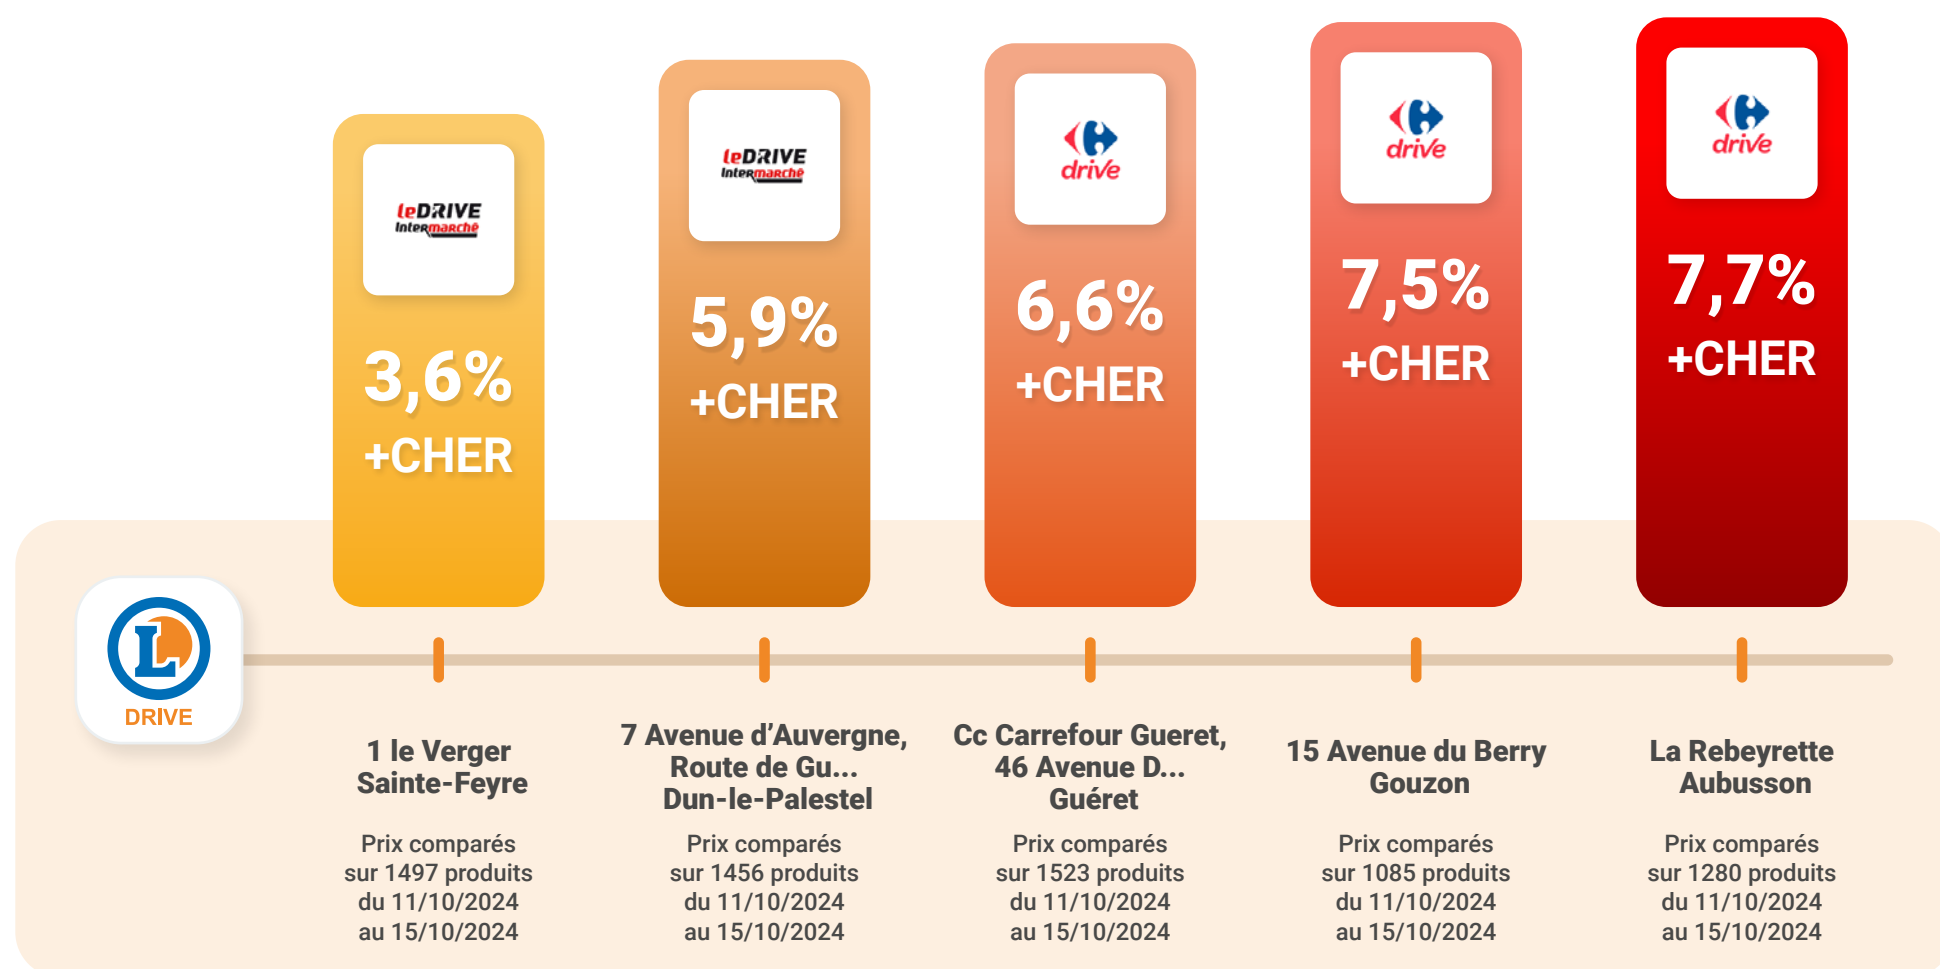 leDRIVE
Intermarché
3,6%
+CHER
leDRIVE
Intermarché
5,9%
+CHER
drive
6,6%
+CHER
drive
7,5%
+CHER
drive
7,7%
+CHER
L
DRIVE
1 le Verger
Sainte-Feyre
Prix comparés
sur 1497 produits
du 11/10/2024
au 15/10/2024
7 Avenue d’Auvergne,
Route de Gu...
Dun-le-Palestel
Prix comparés
sur 1456 produits
du 11/10/2024
au 15/10/2024
Cc Carrefour Gueret,
46 Avenue D...
Guéret
Prix comparés
sur 1523 produits
du 11/10/2024
au 15/10/2024
15 Avenue du Berry
Gouzon
Prix comparés
sur 1085 produits
du 11/10/2024
au 15/10/2024
La Rebeyrette
Aubusson
Prix comparés
sur 1280 produits
du 11/10/2024
au 15/10/2024